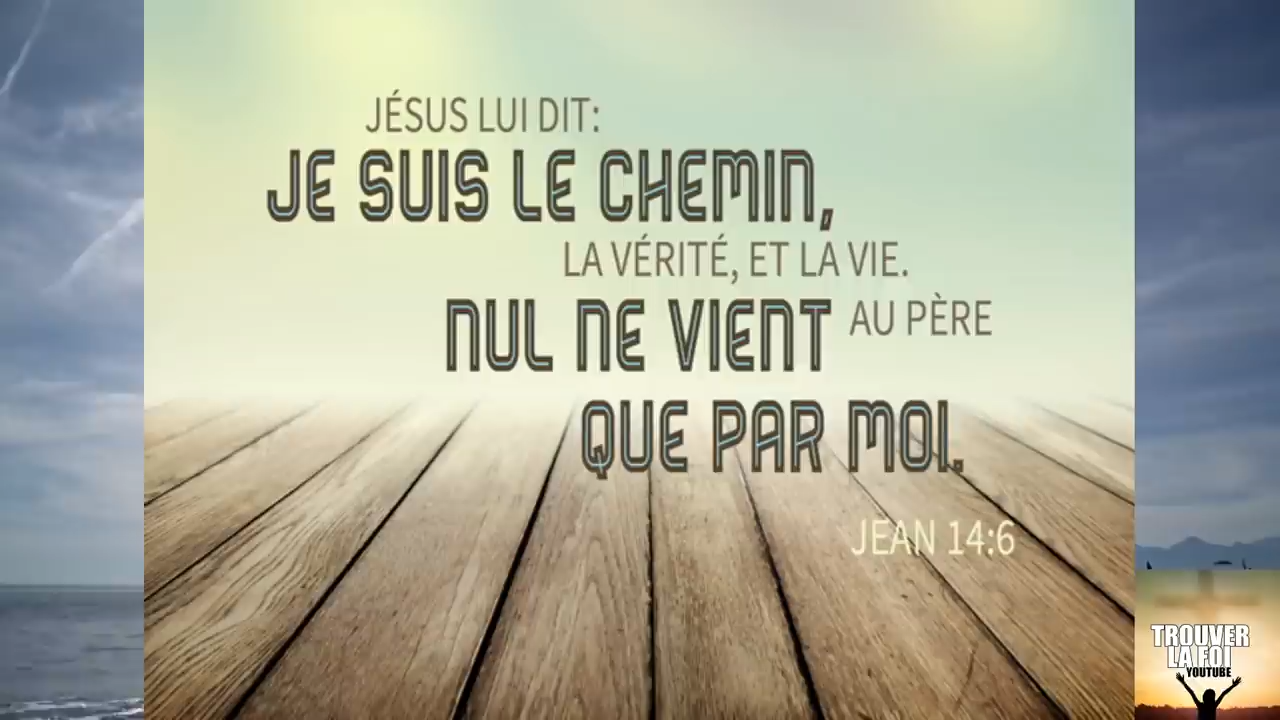 JÉSUS LUI DIT:
JE SUIS LE CHEMIN,
LA VÉRITÉ, ET LA VIE.
NUL NE VIENT AU PÈRE
QUE PAR MOI.
JEAN 14:6
TROUVER
LA FOI
YOUTUBE